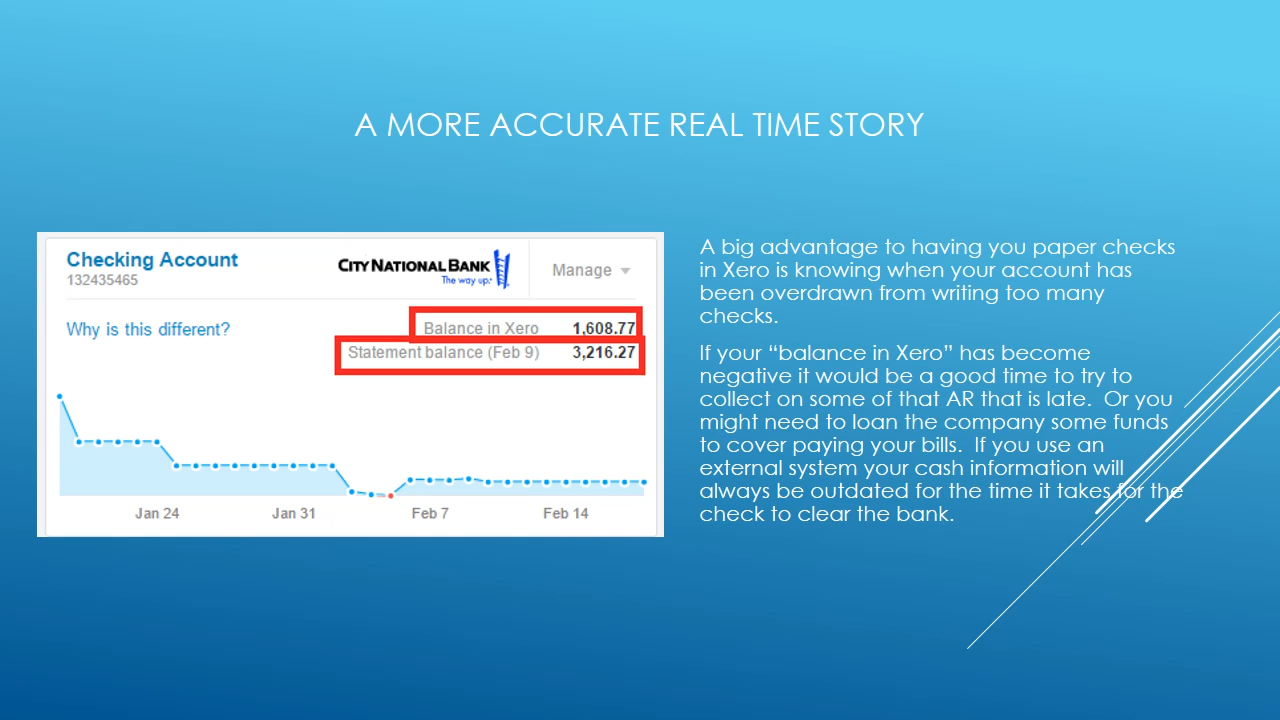 A MORE ACCURATE REAL TIME STORY
Checking Account
132435465
CITY NATIONAL BANK
The way up.®
Manage
Why is this different?
Balance in Xero 1,608.77
Statement balance (Feb 9) 3,216.27
Jan 24 Jan 31 Feb 7 Feb 14
A big advantage to having you paper checks
in Xero is knowing when your account has
been overdrawn from writing too many
checks.
If your “balance in Xero” has become
negative it would be a good time to try to
collect on some of that AR that is late.  Or you
might need to loan the company some funds
to cover paying your bills.  If you use an
external system your cash information will
always be outdated for the time it takes for the
check to clear the bank.